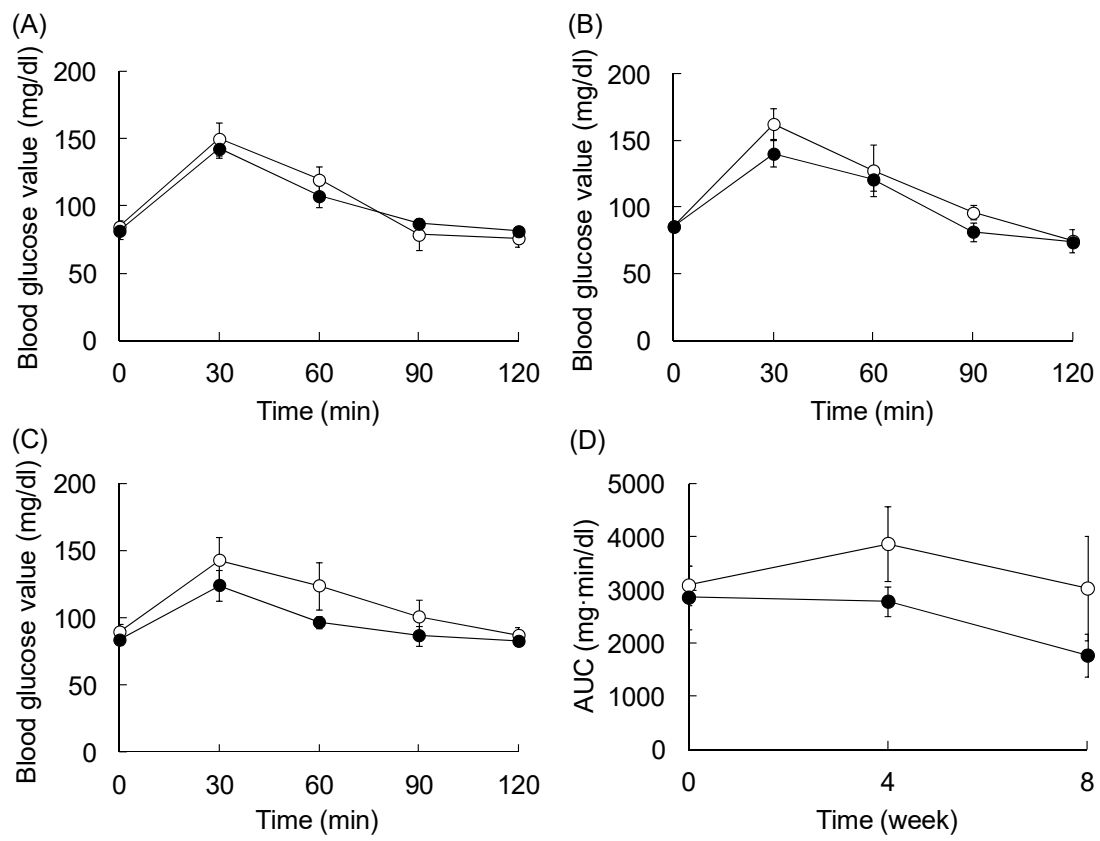 (A)
Blood glucose value (mg/dl)
200
150
100
50
0
0 30 60 90 120
Time (min)
(B)
Blood glucose value (mg/dl)
200
150
100
50
0
0 30 60 90 120
Time (min)
(C)
Blood glucose value (mg/dl)
200
150
100
50
0
0 30 60 90 120
Time (min)
(D)
AUC (mg·min/dl)
5000
4000
3000
2000
1000
0
0 4 8
Time (week)